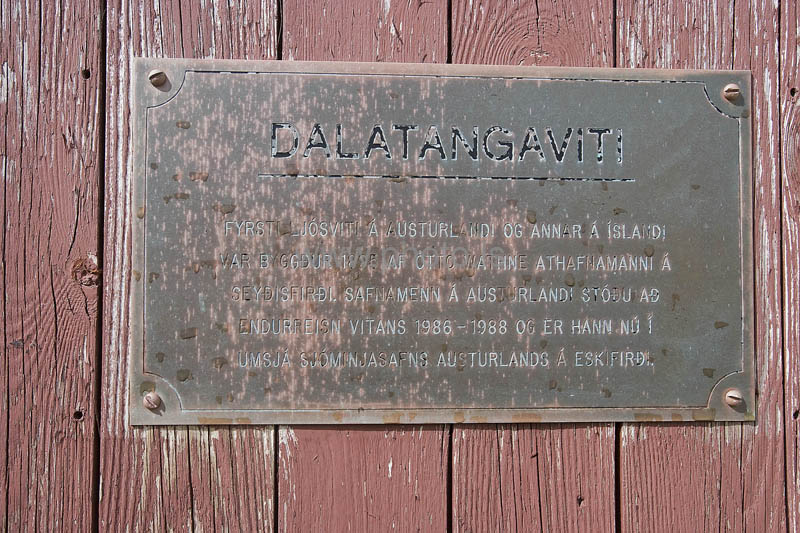 DALATANGAVITI
FYRSTI LJÓSVITI Á AUSTURLANDI OG ANNAR Á ÍSLANDI
VAR BYGGÐUR AF OTTO WATHNE ATHAFNAMANNI Á
SEYÐISFIRÐI. SAFNAMENN Á AUSTURLANDI STÓÐU AÐ
ENDURREISN VITANS 1986-1988 OG ER HANN NÚ Í
UMSJÁ SJÓMINJASAFNS AUSTURLANDS Á ESKIFIRÐI.